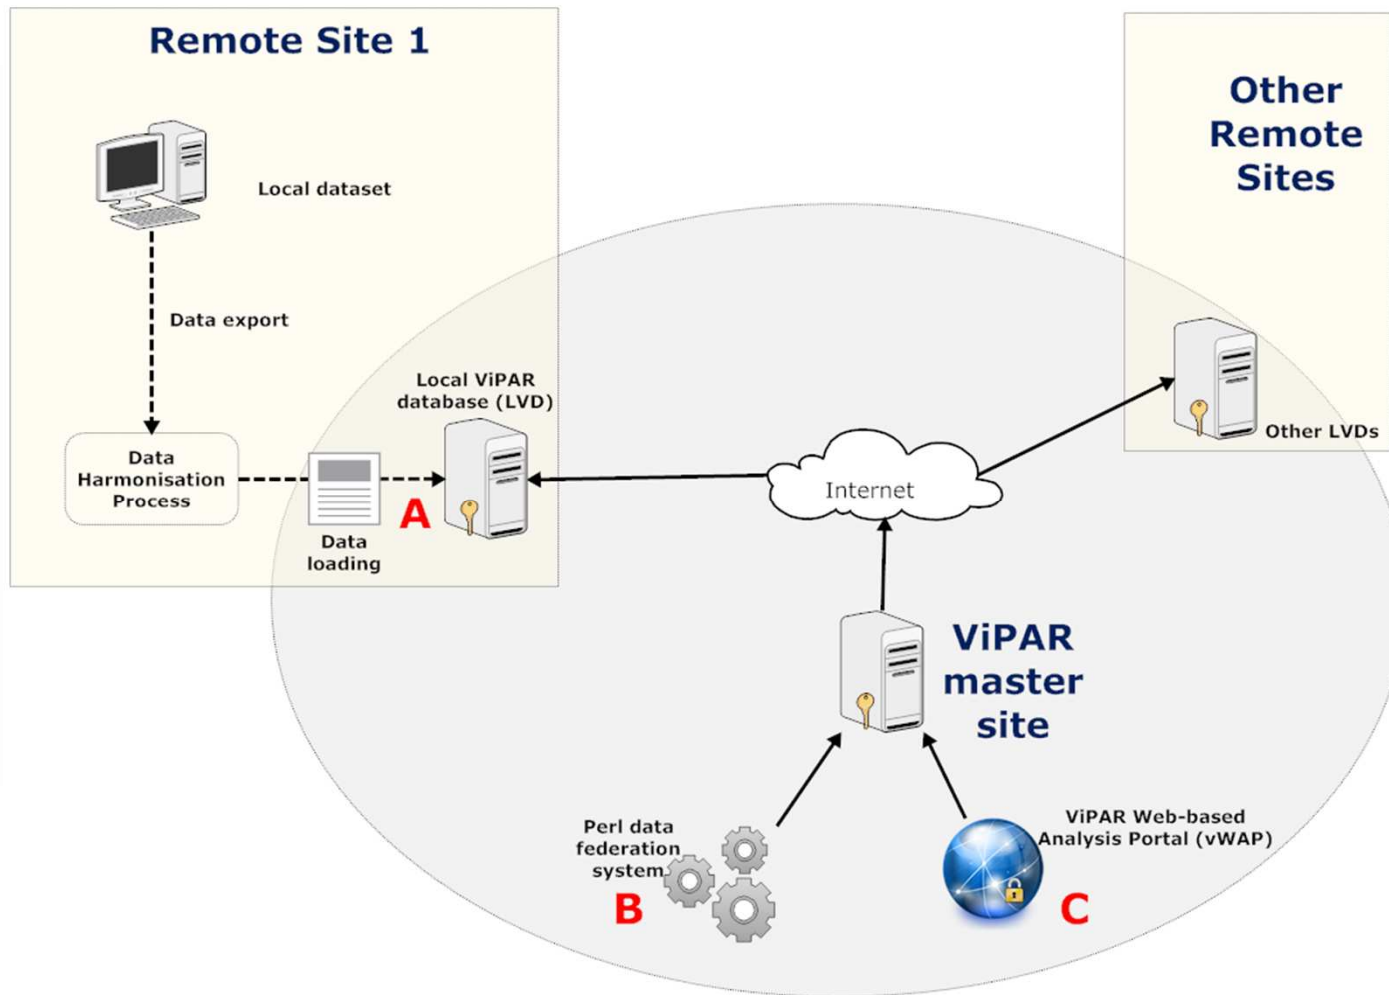 Remote Site 1
Local dataset
Data export
Data
Harmonisation
Process
Data
loading
A
Local ViPAR
database (LVD)
Other
Remote
Sites
Other LVDs
Internet
ViPAR
master
site
Perl data
federation
system
B
ViPAR Web-based
Analysis Portal (vWAP)
C